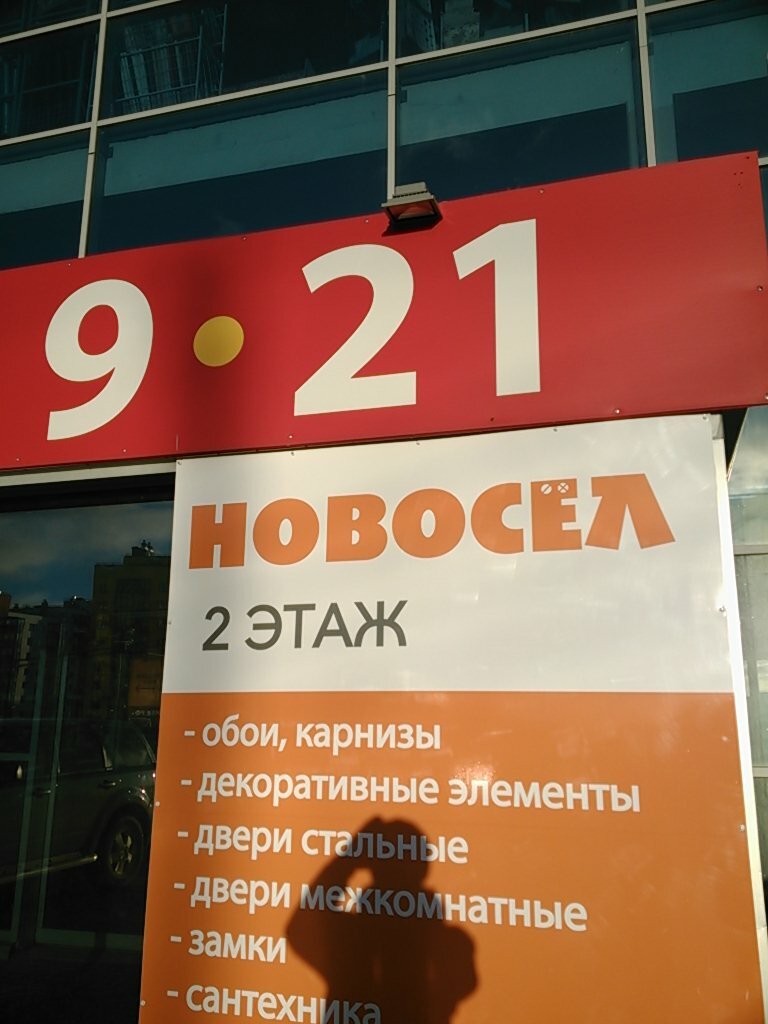 9•21
НОВОСЁЛ
2 ЭТАЖ
- обои, карнизы
- декоративные элементы
- двери стальные
- двери межкомнатные
- замки
- сантехника